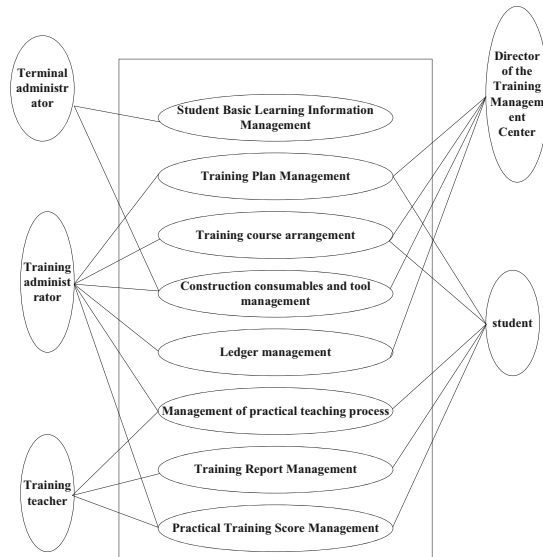 Terminal
administr
ator
Director
of the
Training
Managem
ent
Center
Student Basic Learning Information
Management
Training Plan Management
Training course arrangement
Training
administ
rator
Construction consumables and tool
management
student
Ledger management
Management of practical teaching process
Training Report Management
Training
teacher
Practical Training Score Management